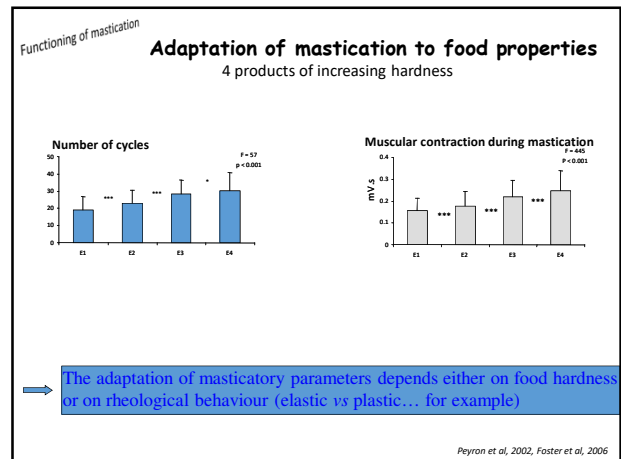 Functioning of mastication
Adaptation of mastication to food properties
4 products of increasing hardness
Number of cycles
F = 57
p < 0.001
50
40
30
20
10
0
*** *** *
E1 E2 E3 E4
Muscular contraction during mastication
F = 445
P < 0.001
mV.s
0.4
0.3
0.2
0.1
0
*** *** ***
E1 E2 E3 E4
The adaptation of masticatory parameters depends either on food hardness
or on rheological behaviour (elastic vs plastic… for example)
Peyron et al, 2002, Foster et al, 2006